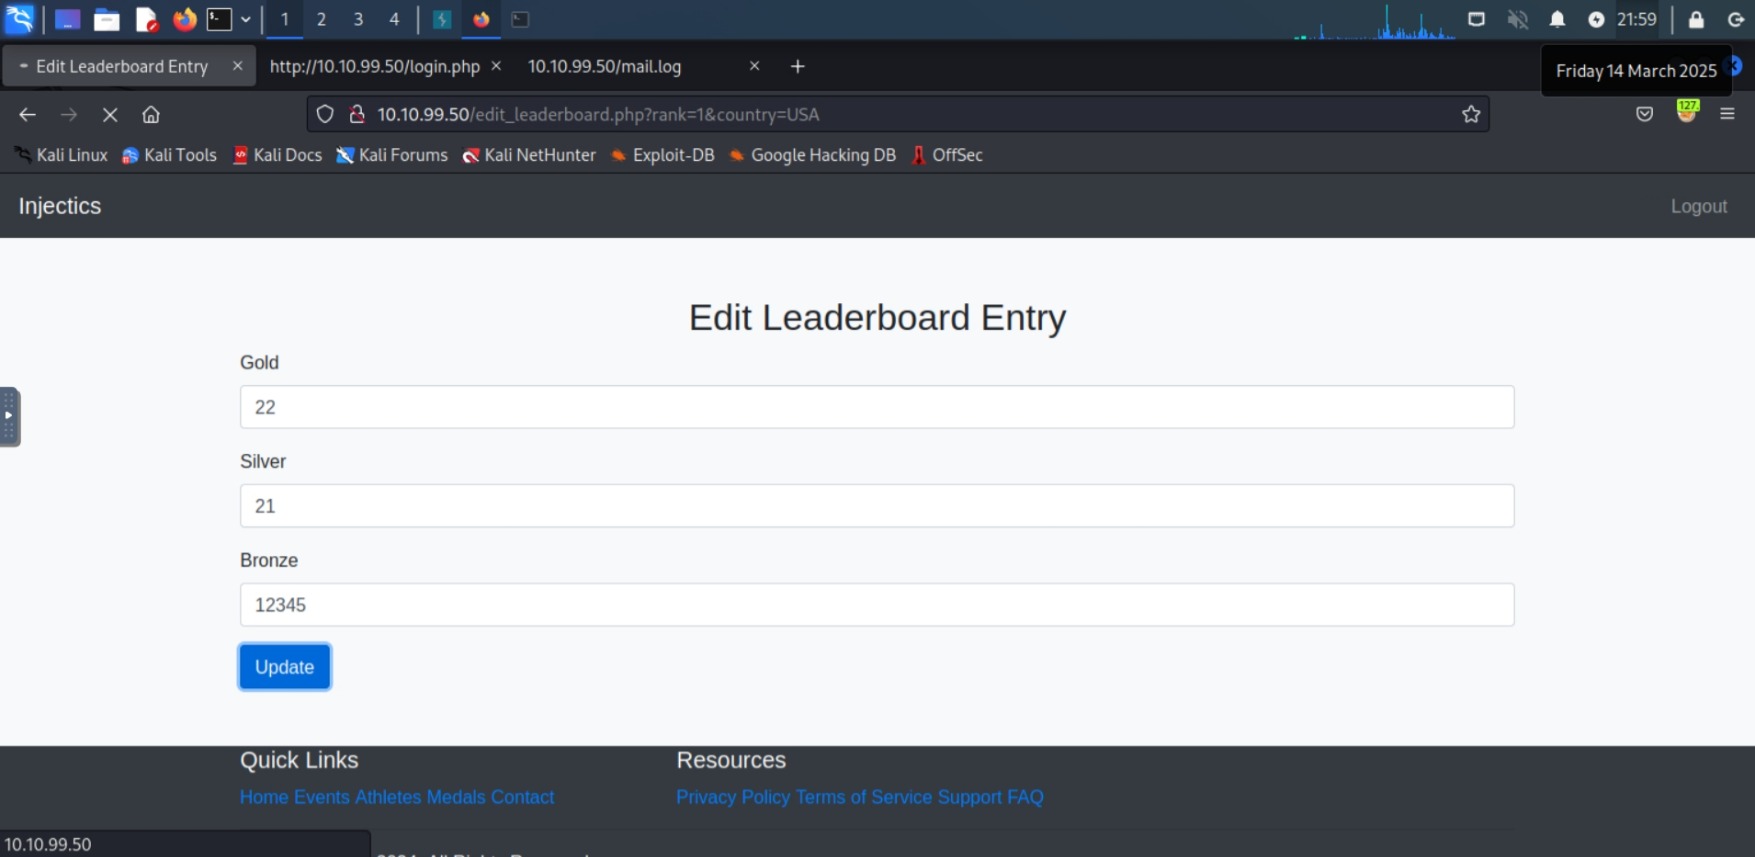 1 2 3 4 21:59
Edit Leaderboard Entry http://10.10.99.50/login.php 10.10.99.50/mail.log
Friday 14 March 2025
10.10.99.50/edit_leaderboard.php?rank=1&country=USA 127.
Kali Linux Kali Tools Kali Docs Kali Forums Kali NetHunter Exploit-DB Google Hacking DB OffSec
Injectics Logout
Edit Leaderboard Entry
Gold
22
Silver
21
Bronze
12345
Update
Quick Links Resources
Home Events Athletes Medals Contact Privacy Policy Terms of Service Support FAQ
10.10.99.50